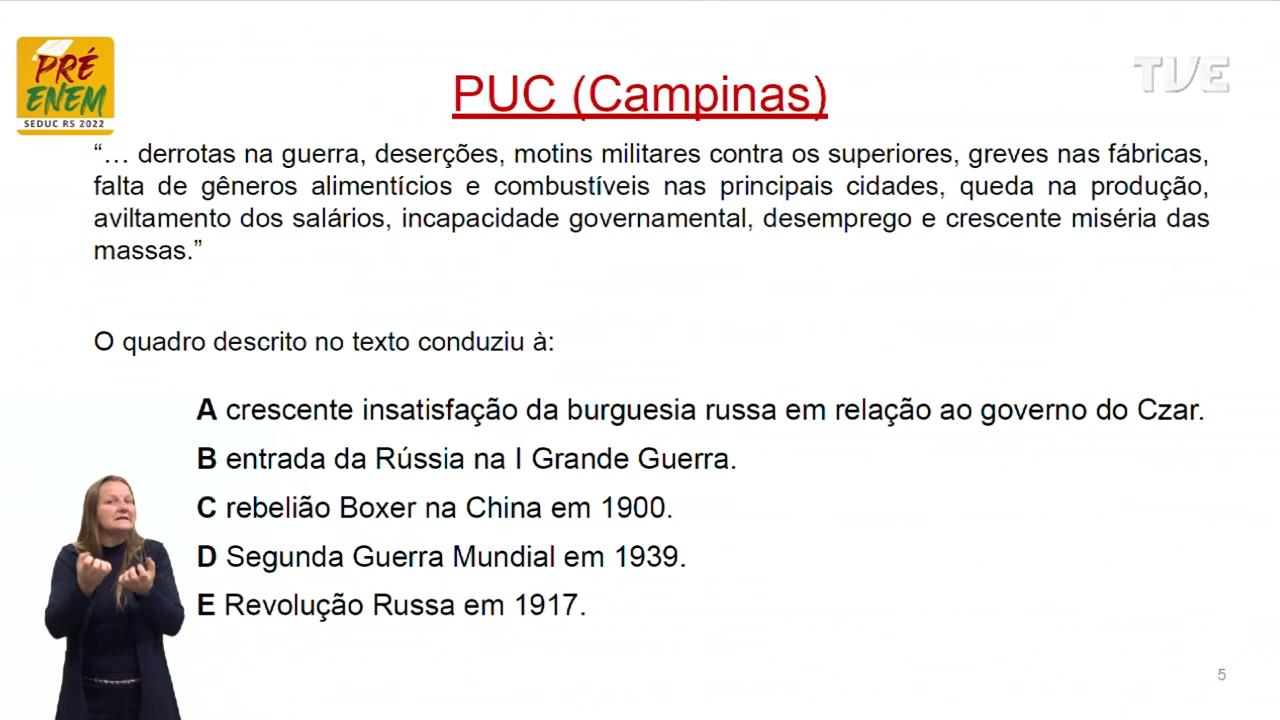 PRÉ
ENEM
SEDUC RS 2022
TVE
PUC (Campinas)
“… derrotas na guerra, deserções, motins militares contra os superiores, greves nas fábricas,
falta de gêneros alimentícios e combustíveis nas principais cidades, queda na produção,
aviltamento dos salários, incapacidade governamental, desemprego e crescente miséria das
massas.”
O quadro descrito no texto conduziu à:
A crescente insatisfação da burguesia russa em relação ao governo do Czar.
B entrada da Rússia na I Grande Guerra.
C rebelião Boxer na China em 1900.
D Segunda Guerra Mundial em 1939.
E Revolução Russa em 1917.
5